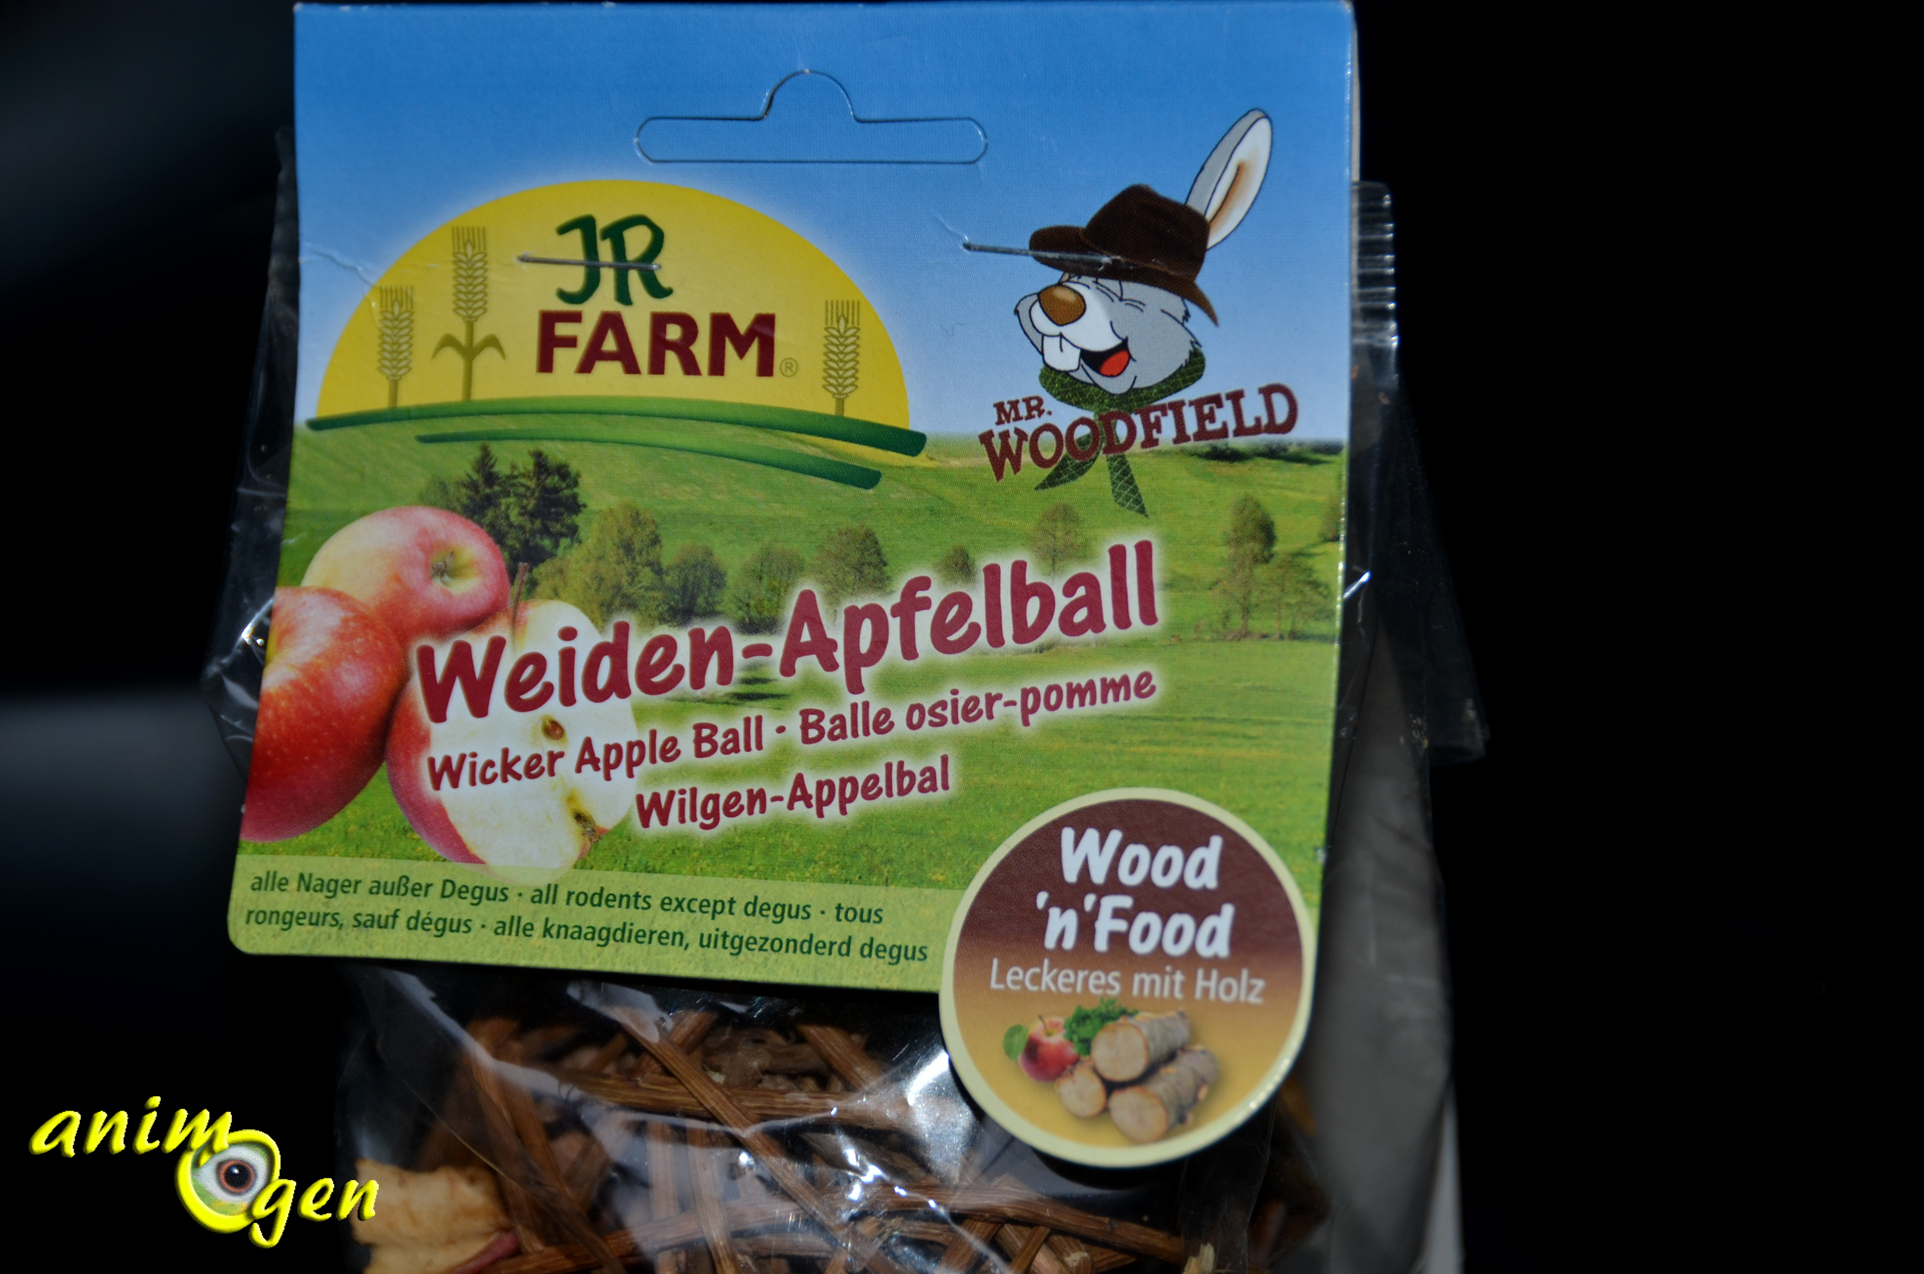 JR
FARM®
MR.
WOODFIELD
Weiden-Apfelball
Wicker Apple Ball · Balle osier-pomme
Wilgen-Appelbal
alle Nager außer Degus · all rodents except degus · tous
rongeurs, sauf dégus · alle knaagdieren, uitgezonderd degus
Wood
'n'Food
Leckeres mit Holz
animOgen